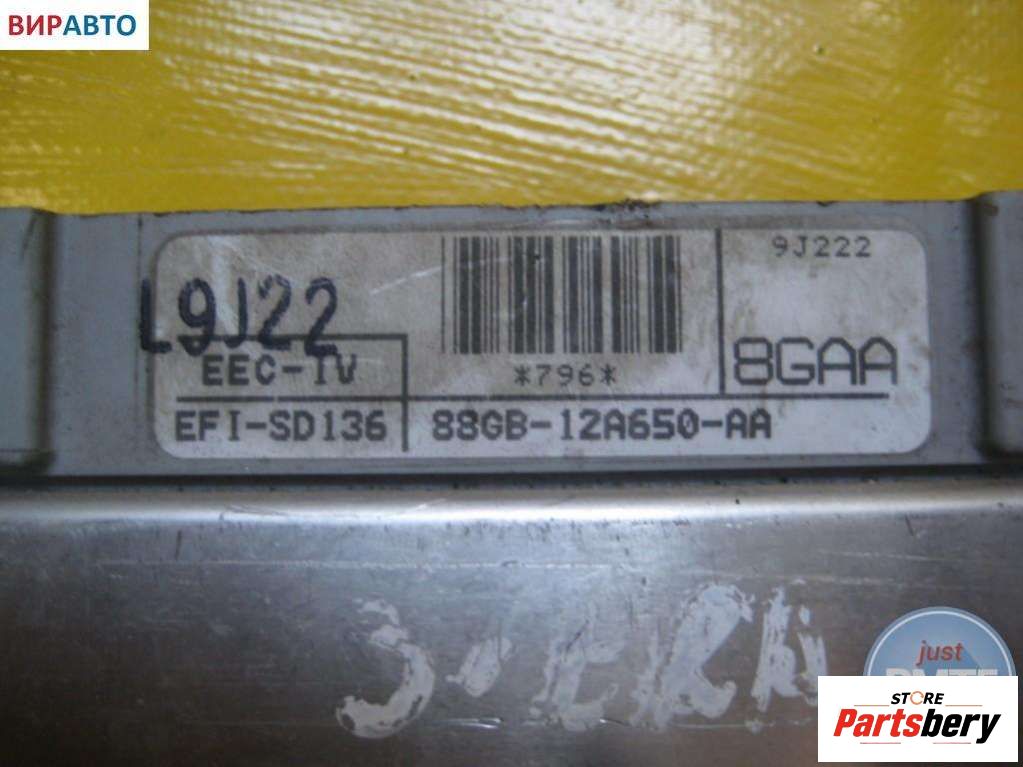 ВИРАВТО
9J222
L9J22
8GAA
EEC-IV
*796*
EFI-SD136
88GB-12A650-AA
just
STORE
Partsbery